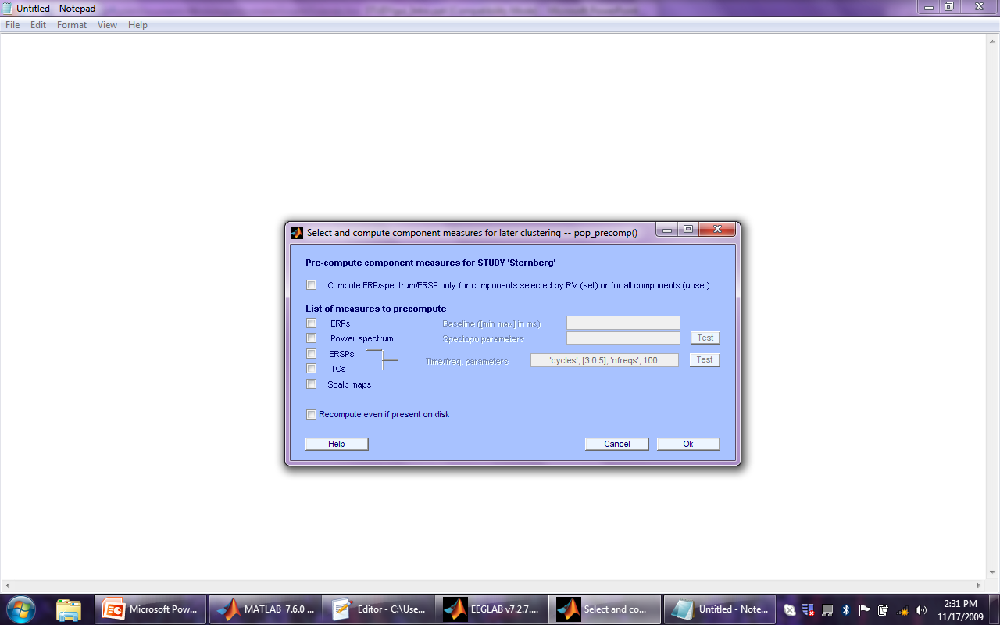 Untitled - Notepad
File Edit Format View Help
Select and compute component measures for later clustering -- pop_precomp()
Pre-compute component measures for STUDY 'Sternberg'
Compute ERP/spectrum/ERSP only for components selected by RV (set) or for all components (unset)
List of measures to precompute
ERPs Baseline ([min max] in ms)
Power spectrum Spectopo parameters Test
ERSPs
Time/freq. parameters 'cycles', [3 0.5], 'nfreqs', 100 Test
ITCs
Scalp maps
Recompute even if present on disk
Help Cancel Ok
Microsoft Pow... MATLAB 7.6.0 ... Editor - C:\Use... EEGLAB v7.2.7.... Select and co... Untitled - Note... 2:31 PM
11/17/2009